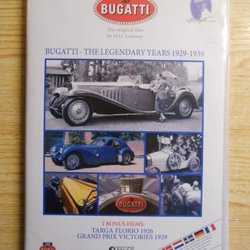 BUGATTI
The original film
by H.G. Conway
BUGATTI - THE LEGENDARY YEARS 1929-1939
2 BONUS FILMS:
TARGA FLORIO 1926
GRAND PRIX VICTORIES 1929